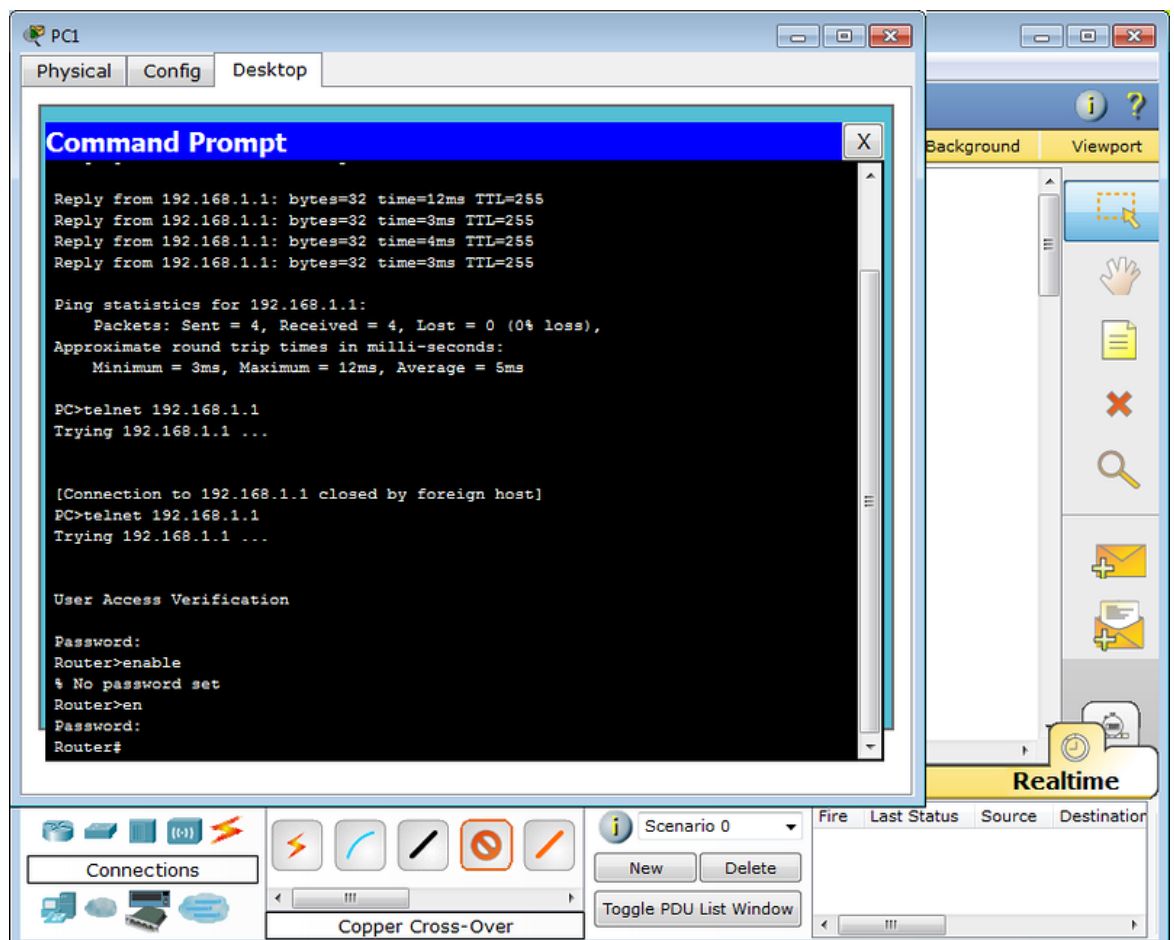 PC1
Physical
Config
Desktop
Command Prompt
X
Reply from 192.168.1.1: bytes=32 time=12ms TTL=255
Reply from 192.168.1.1: bytes=32 time=3ms TTL=255
Reply from 192.168.1.1: bytes=32 time=4ms TTL=255
Reply from 192.168.1.1: bytes=32 time=3ms TTL=255
Ping statistics for 192.168.1.1:
Packets: Sent = 4, Received = 4, Lost = 0 (0% loss),
Approximate round trip times in milli-seconds:
Minimum = 3ms, Maximum = 12ms, Average = 5ms
PC>telnet 192.168.1.1
Trying 192.168.1.1 ...
[Connection to 192.168.1.1 closed by foreign host]
PC>telnet 192.168.1.1
Trying 192.168.1.1 ...
User Access Verification
Password:
Router>enable
% No password set
Router>en
Password:
Router#
Background
Viewport
Realtime
Connections
Copper Cross-Over
Scenario 0
New
Delete
Toggle PDU List Window
Fire
Last Status
Source
Destination